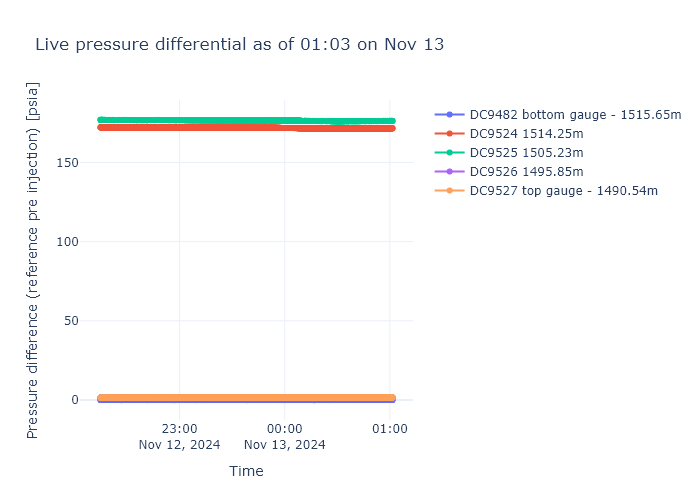 Live pressure differential as of 01:03 on Nov 13
Pressure difference (reference pre injection) [psia]
150
100
50
0
23:00
Nov 12, 2024
00:00
Nov 13, 2024
01:00
Time
DC9482 bottom gauge - 1515.65m
DC9524 1514.25m
DC9525 1505.23m
DC9526 1495.85m
DC9527 top gauge - 1490.54m